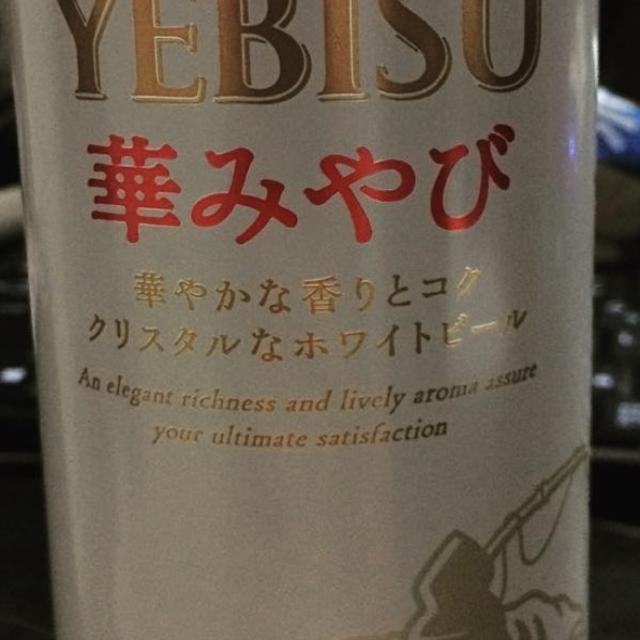 YEBISU
華みやび
華やかな香りとコク
クリスタルなホワイトビール
An elegant richness and lively aroma assure
your ultimate satisfaction